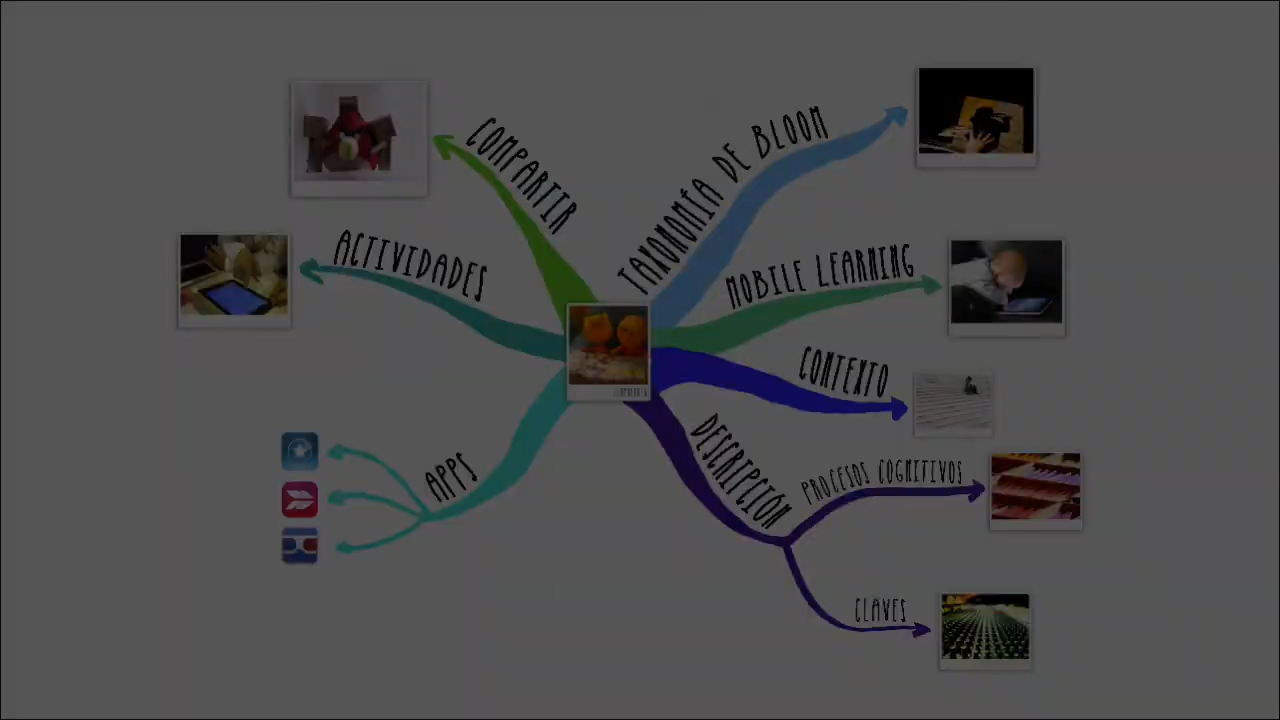 COMPARTIR
TAXONOMÍA DE BLOOM
ACTIVIDADES
MOBILE LEARNING
CONTEXTO
DESCRIPCIÓN
APPS
PROCESOS COGNITIVOS
CLAVES